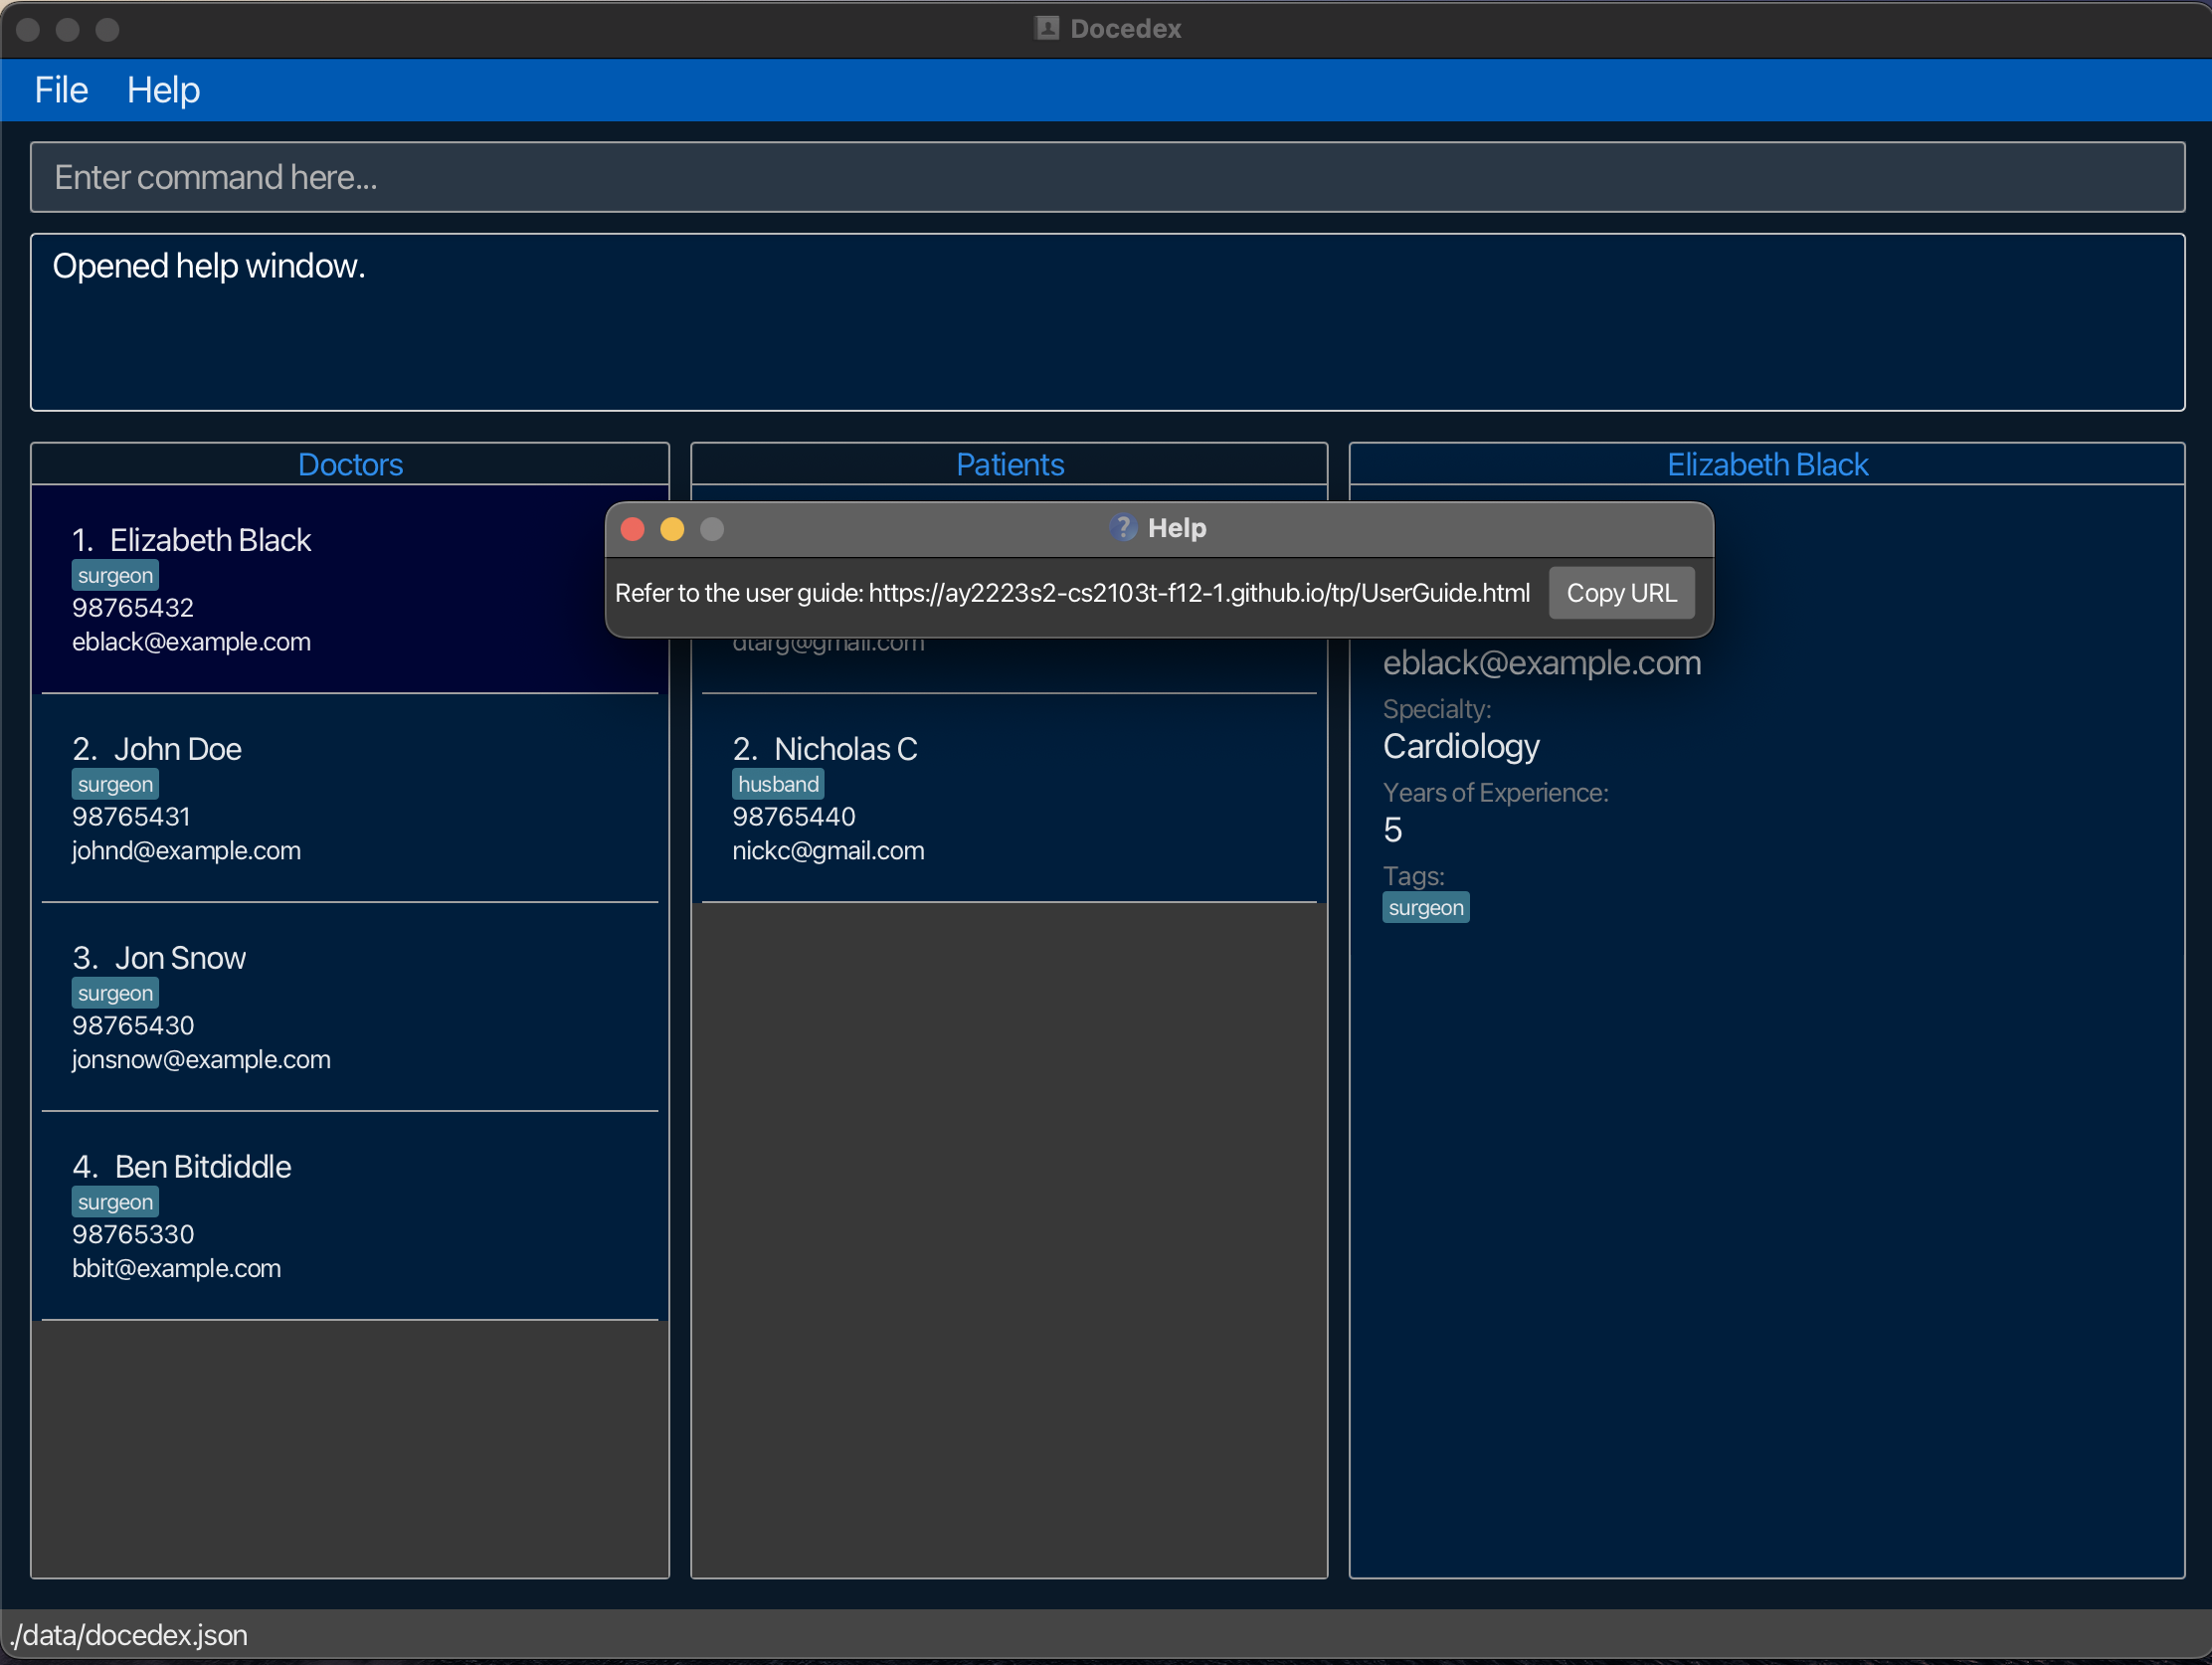 Docedex
File Help
Enter command here...
Opened help window.
Doctors
1. Elizabeth Black
surgeon
98765432
eblack@example.com
2. John Doe
surgeon
98765431
johnd@example.com
3. Jon Snow
surgeon
98765430
jonsnow@example.com
4. Ben Bitdiddle
surgeon
98765330
bbit@example.com
Patients
dtarg@gmail.com
2. Nicholas C
husband
98765440
nickc@gmail.com
Elizabeth Black
eblack@example.com
Specialty:
Cardiology
Years of Experience:
5
Tags:
surgeon
Help
Refer to the user guide: https://ay2223s2-cs2103t-f12-1.github.io/tp/UserGuide.html
Copy URL
./data/docedex.json